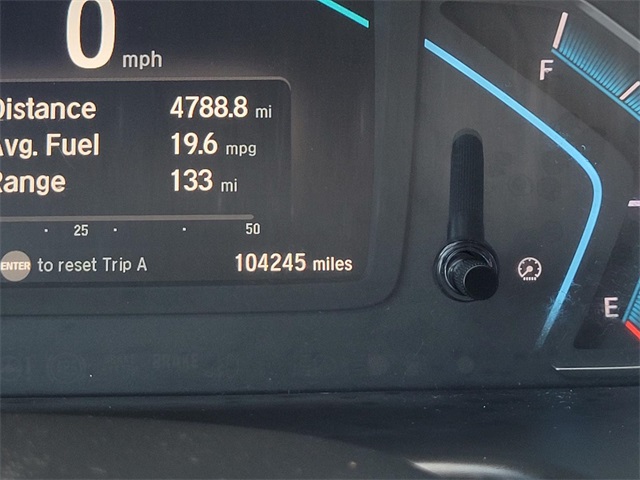 0 mph
Distance 4788.8 mi
Avg. Fuel 19.6 mpg
Range 133 mi
25 50
ENTER to reset Trip A 104245 miles
F
E